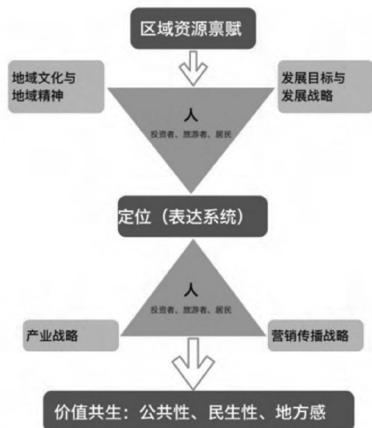 区域资源禀赋
地域文化与
地域精神
发展目标与
发展战略
人
投资者、旅游者、居民
定位（表达系统）
人
投资者、旅游者、居民
产业战略
营销传播战略
价值共生：公共性、民生性、地方感